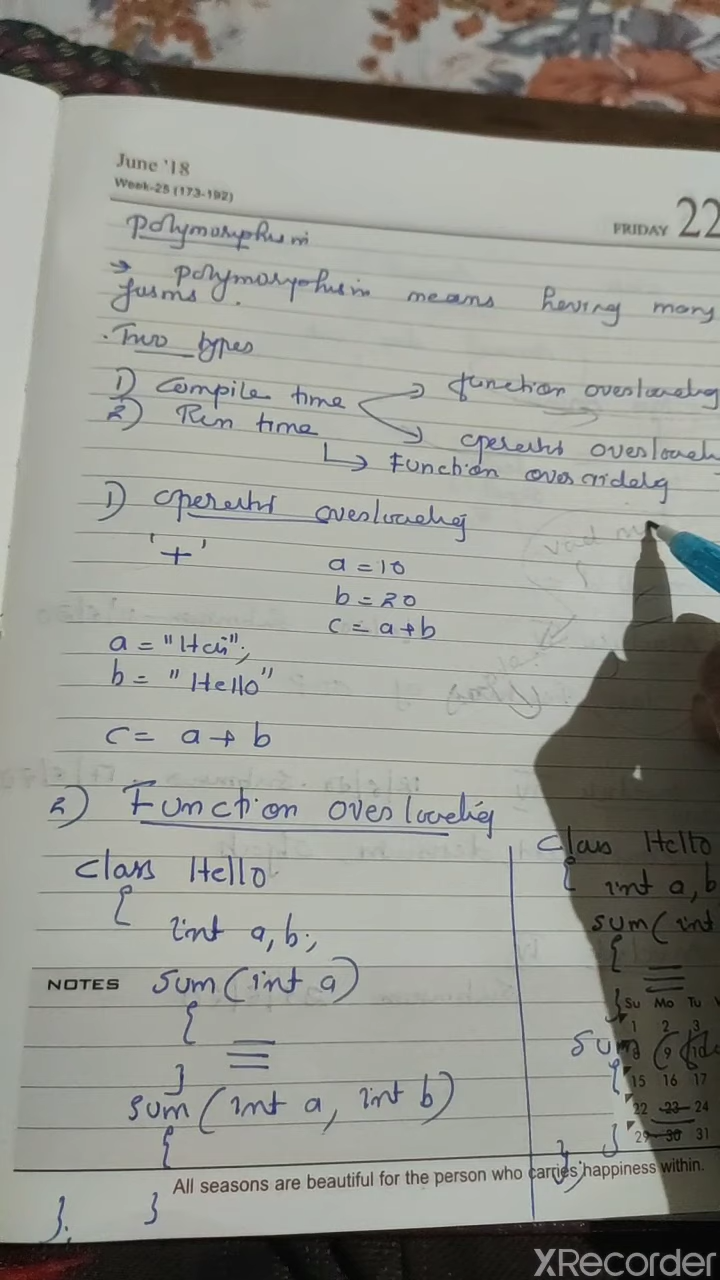 June '18
Week-25 (173-192)
FRIDAY 22
polymorphism
→ polymorphism means having many
forms.
Two types
1) Compile time → function overloading
2) Run time → operator overload
↳ Function overriding
1) operator overloading
'+'
a = 10
b = 20
c = a+b
a = "Hai";
b = "Hello"
c = a + b
2) Function overloading
class Hello
{
int a, b;
NOTES
sum(int a)
{
}
sum(int a, int b)
{
}
};
class Hello
{ int a, b
sum(int
{
}
sum(
{
}
};
Su Mo Tu
1 2 3
9 10
15 16 17
22 23 24
29 30 31
All seasons are beautiful for the person who carries happiness within.
XRecorder